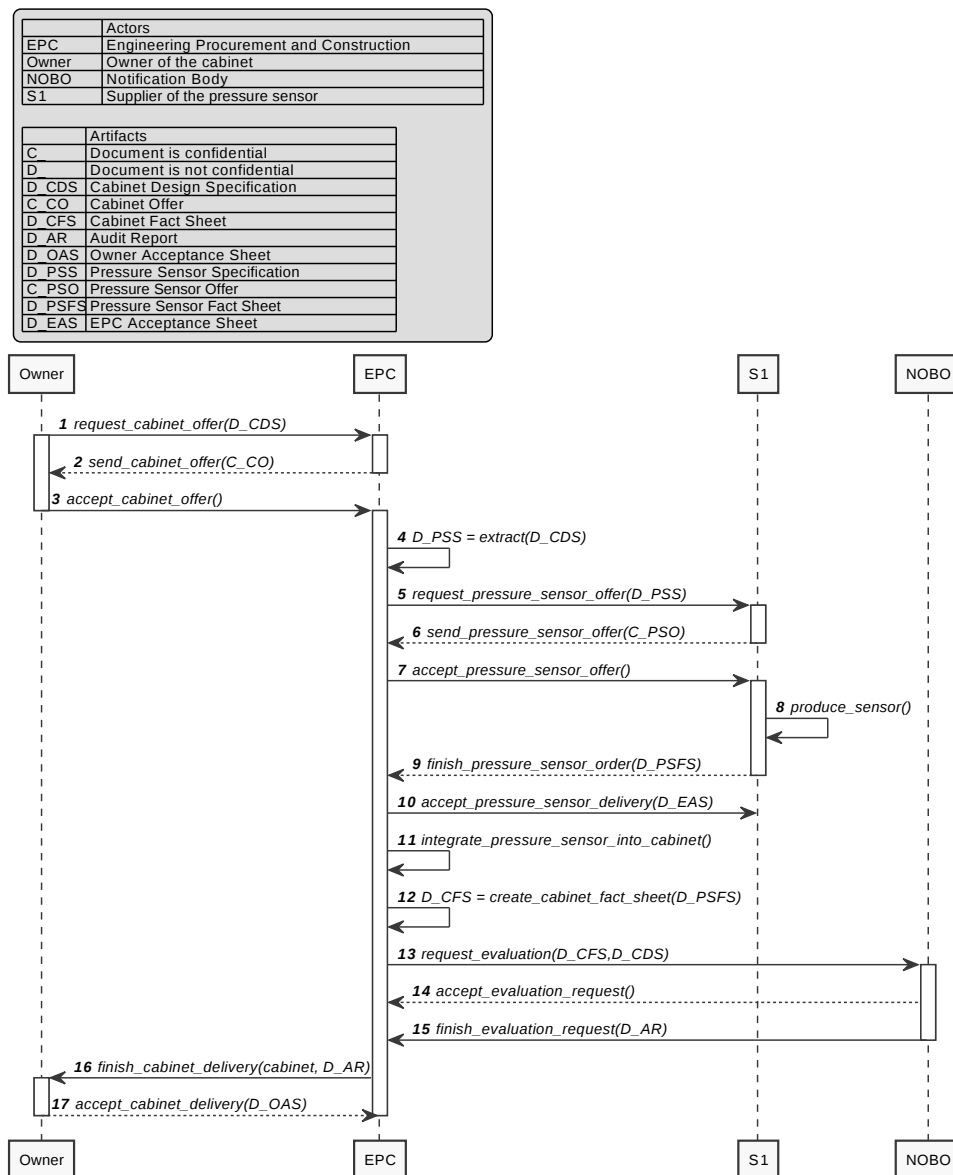 Actors
EPC Engineering Procurement and Construction
Owner Owner of the cabinet
NOBO Notification Body
S1 Supplier of the pressure sensor
Artifacts
C_ Document is confidential
D_ Document is not confidential
D_CDS Cabinet Design Specification
C_CO Cabinet Offer
D_CFS Cabinet Fact Sheet
D_AR Audit Report
D_OAS Owner Acceptance Sheet
D_PSS Pressure Sensor Specification
C_PSO Pressure Sensor Offer
D_PSFS Pressure Sensor Fact Sheet
D_EAS EPC Acceptance Sheet
Owner EPC S1 NOBO
1 request_cabinet_offer(D_CDS)
2 send_cabinet_offer(C_CO)
3 accept_cabinet_offer()
4 D_PSS = extract(D_CDS)
5 request_pressure_sensor_offer(D_PSS)
6 send_pressure_sensor_offer(C_PSO)
7 accept_pressure_sensor_offer()
8 produce_sensor()
9 finish_pressure_sensor_order(D_PSFS)
10 accept_pressure_sensor_delivery(D_EAS)
11 integrate_pressure_sensor_into_cabinet()
12 D_CFS = create_cabinet_fact_sheet(D_PSFS)
13 request_evaluation(D_CFS,D_CDS)
14 accept_evaluation_request()
15 finish_evaluation_request(D_AR)
16 finish_cabinet_delivery(cabinet, D_AR)
17 accept_cabinet_delivery(D_OAS)
Owner EPC S1 NOBO